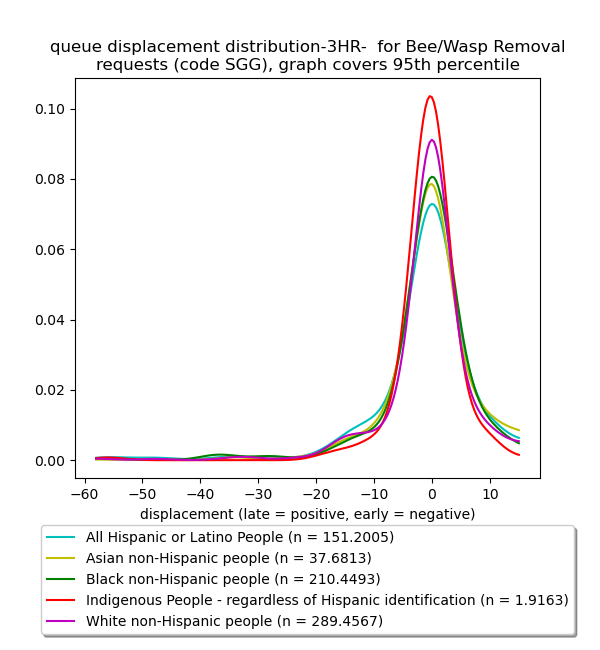 queue displacement distribution-3HR-  for Bee/Wasp Removal
requests (code SGG), graph covers 95th percentile
0.10
0.08
0.06
0.04
0.02
0.00
−60 −50 −40 −30 −20 −10 0 10
displacement (late = positive, early = negative)
All Hispanic or Latino People (n = 151.2005)
Asian non-Hispanic people (n = 37.6813)
Black non-Hispanic people (n = 210.4493)
Indigenous People - regardless of Hispanic identification (n = 1.9163)
White non-Hispanic people (n = 289.4567)